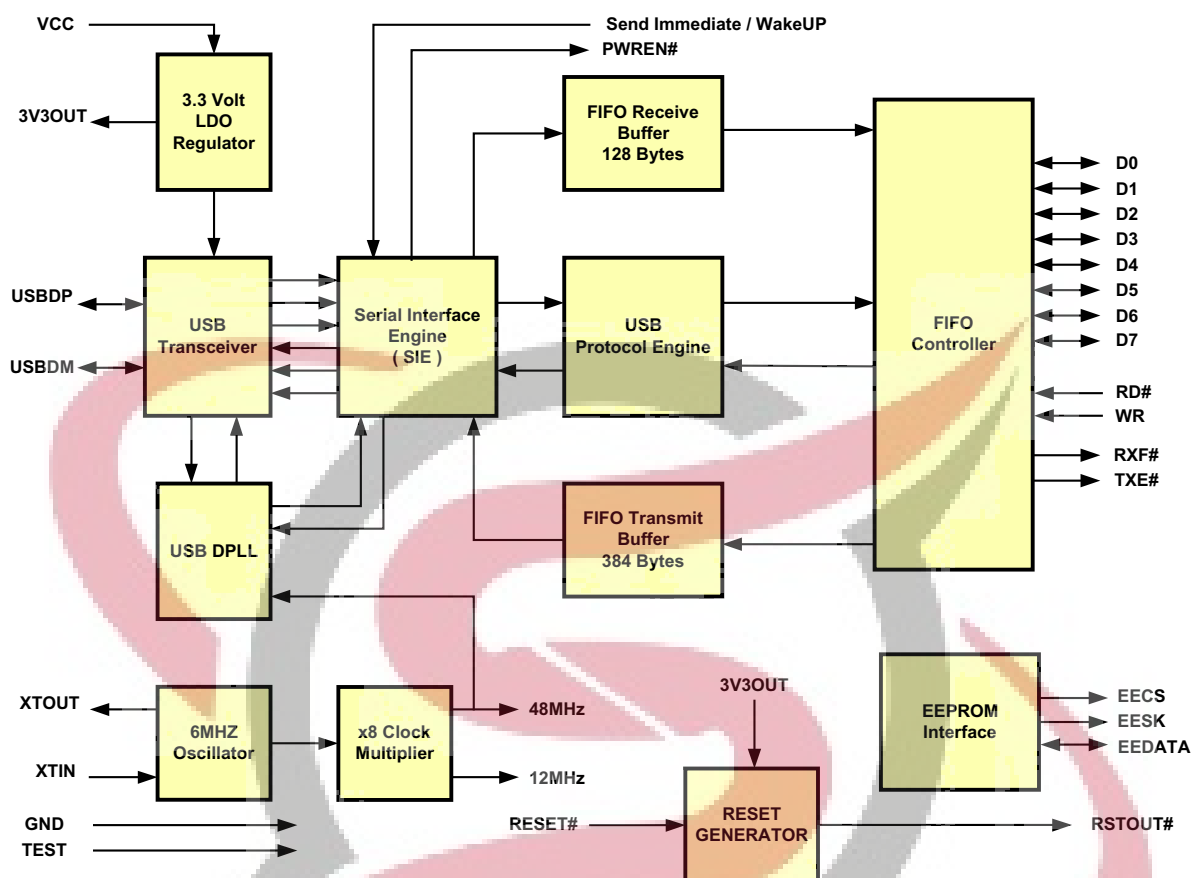 VCC
Send Immediate / WakeUP
PWREN#
3.3 Volt
LDO
Regulator
3V3OUT
FIFO Receive
Buffer
128 Bytes
D0
D1
D2
D3
D4
D5
D6
D7
USBDP
USBDM
USB
Transceiver
Serial Interface
Engine
( SIE )
USB
Protocol Engine
FIFO
Controller
RD#
WR
RXF#
TXE#
USB DPLL
FIFO Transmit
Buffer
384 Bytes
XTOUT
XTIN
6MHZ
Oscillator
x8 Clock
Multiplier
48MHz
12MHz
3V3OUT
EEPROM
Interface
EECS
EESK
EEDATA
GND
TEST
RESET#
RESET
GENERATOR
RSTOUT#